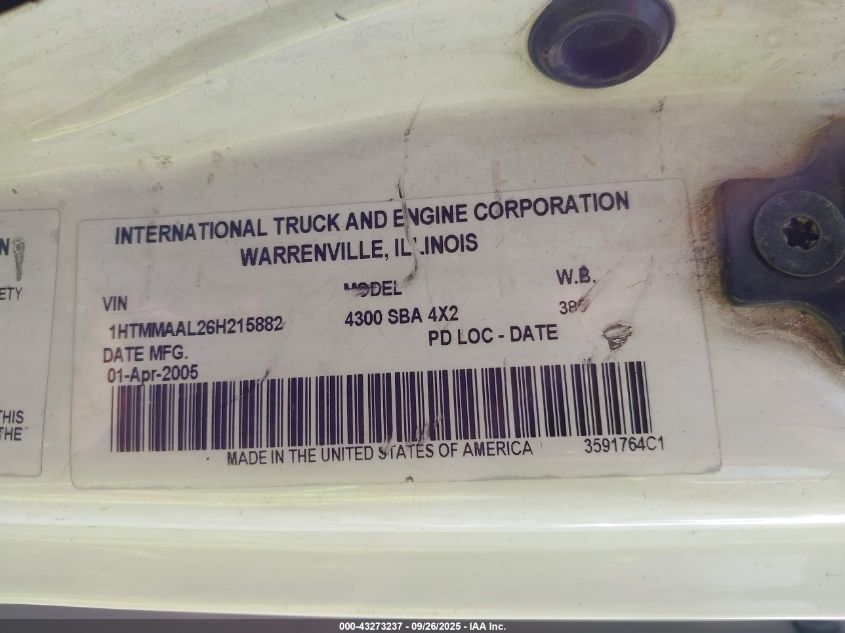 N
ETY
THIS
THE
INTERNATIONAL TRUCK AND ENGINE CORPORATION
WARRENVILLE, ILLINOIS
VIN MODEL W.B.
1HTMMAAL26H215882 4300 SBA 4X2
DATE MFG. PD LOC - DATE
01-Apr-2005
MADE IN THE UNITED STATES OF AMERICA 3591764C1
000-43273237 - 09/26/2025 - IAA Inc.